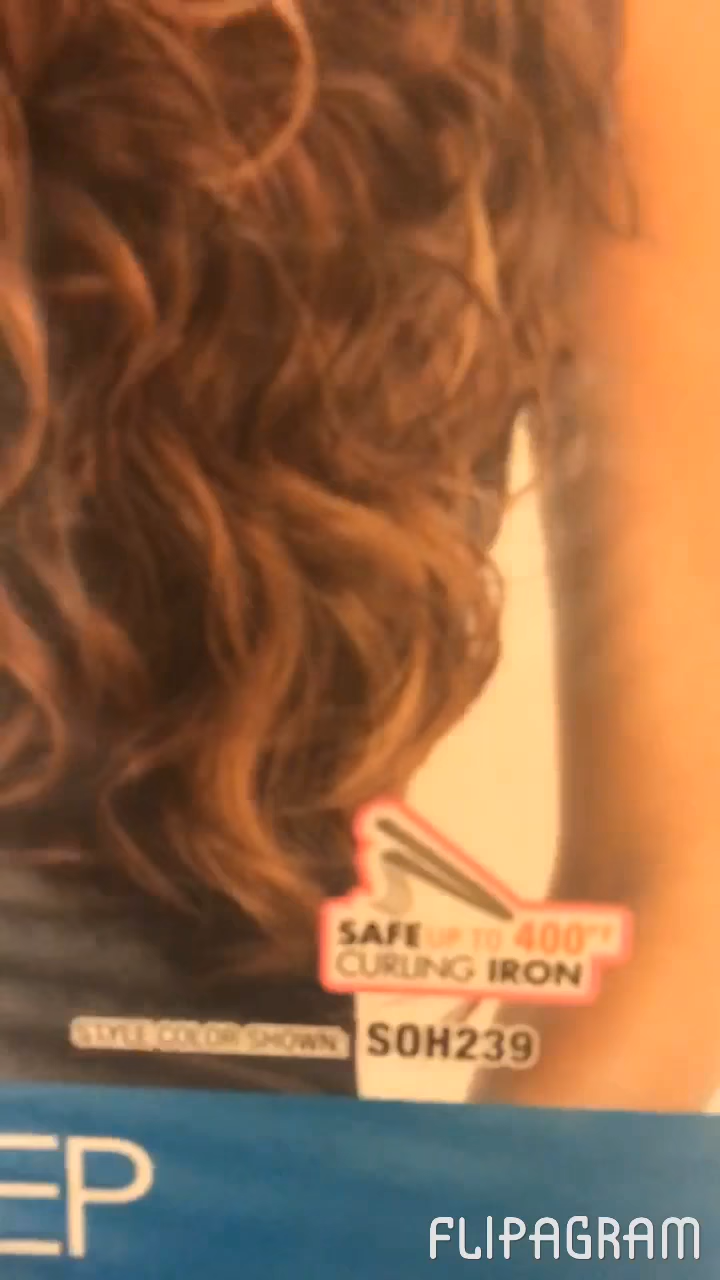 SAFE UP TO 400°F
CURLING IRON
STYLE COLOR SHOWN: SOH239
EP
FLIPAGRAM